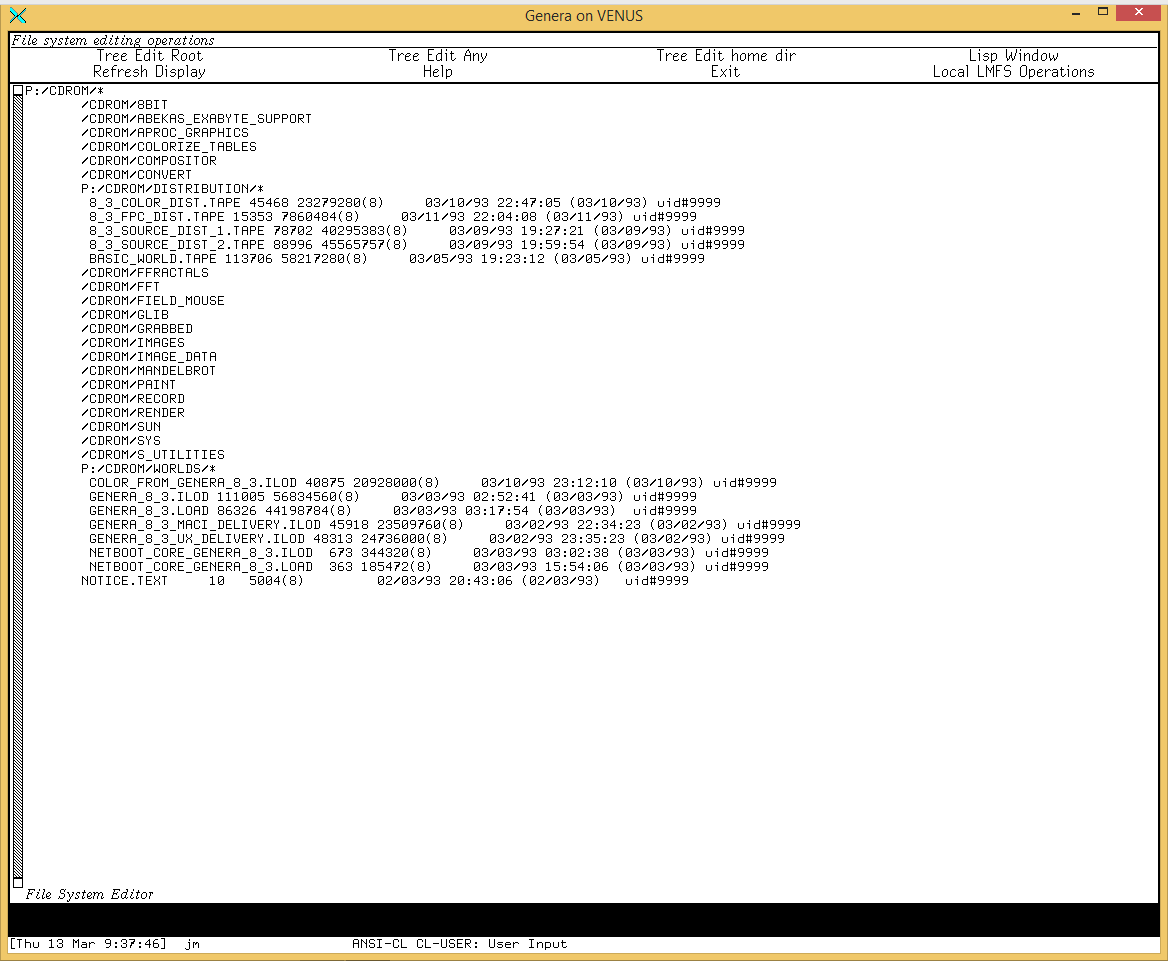 Genera on VENUS
File system editing operations
Tree Edit Root Tree Edit Any Tree Edit home dir Lisp Window
Refresh Display Help Exit Local LMFS Operations
P:/CDROM/*
/CDROM/8BIT
/CDROM/ABEKAS_EXABYTE_SUPPORT
/CDROM/APROC_GRAPHICS
/CDROM/COLORIZE_TABLES
/CDROM/COMPOSITOR
/CDROM/CONVERT
P:/CDROM/DISTRIBUTION/*
8_3_COLOR_DIST.TAPE 45468 23279280(8) 03/10/93 22:47:05 (03/10/93) uid#9999
8_3_FPC_DIST.TAPE 15353 7860484(8) 03/11/93 22:04:08 (03/11/93) uid#9999
8_3_SOURCE_DIST_1.TAPE 78702 40295383(8) 03/09/93 19:27:21 (03/09/93) uid#9999
8_3_SOURCE_DIST_2.TAPE 88996 45565757(8) 03/09/93 19:59:54 (03/09/93) uid#9999
BASIC_WORLD.TAPE 113706 58217280(8) 03/05/93 19:23:12 (03/05/93) uid#9999
/CDROM/FFRACTALS
/CDROM/FFT
/CDROM/FIELD_MOUSE
/CDROM/GLIB
/CDROM/GRABBED
/CDROM/IMAGES
/CDROM/IMAGE_DATA
/CDROM/MANDELBROT
/CDROM/PAINT
/CDROM/RECORD
/CDROM/RENDER
/CDROM/SUN
/CDROM/SYS
/CDROM/S_UTILITIES
P:/CDROM/WORLDS/*
COLOR_FROM_GENERA_8_3.ILOD 40875 20928000(8) 03/10/93 23:12:10 (03/10/93) uid#9999
GENERA_8_3.ILOD 111005 56834560(8) 03/03/93 02:52:41 (03/03/93) uid#9999
GENERA_8_3.LOAD 86326 44198784(8) 03/03/93 03:17:54 (03/03/93) uid#9999
GENERA_8_3_MACI_DELIVERY.ILOD 45918 23509760(8) 03/02/93 22:34:23 (03/02/93) uid#9999
GENERA_8_3_UX_DELIVERY.ILOD 48313 24736000(8) 03/02/93 23:35:23 (03/02/93) uid#9999
NETBOOT_CORE_GENERA_8_3.ILOD 673 344320(8) 03/03/93 03:02:38 (03/03/93) uid#9999
NETBOOT_CORE_GENERA_8_3.LOAD 363 185472(8) 03/03/93 15:54:06 (03/03/93) uid#9999
NOTICE.TEXT 10 5004(8) 02/03/93 20:43:06 (02/03/93) uid#9999
File System Editor
[Thu 13 Mar 9:37:46] jm ANSI-CL CL-USER: User Input